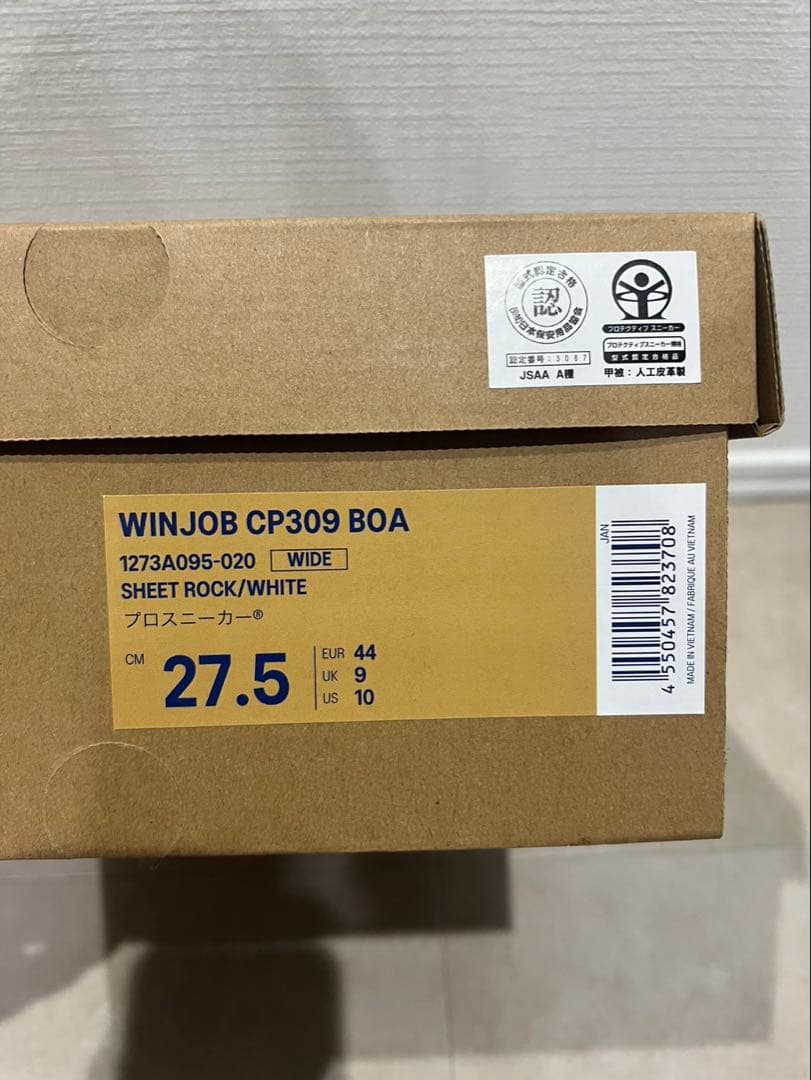 型式認定合格
認
(公社)日本保安用品協会
認定番号:3087
JSAA A種
プロテクティブ スニーカー
プロテクティブスニーカー規格
型式認定合格品
甲被:人工皮革製
WINJOB CP309 BOA
1273A095-020 WIDE
SHEET ROCK/WHITE
プロスニーカー®
CM 27.5
EUR 44
UK 9
US 10
JAN
4 550457 823708
MADE IN VIETNAM / FABRIQUE AU VIETNAM